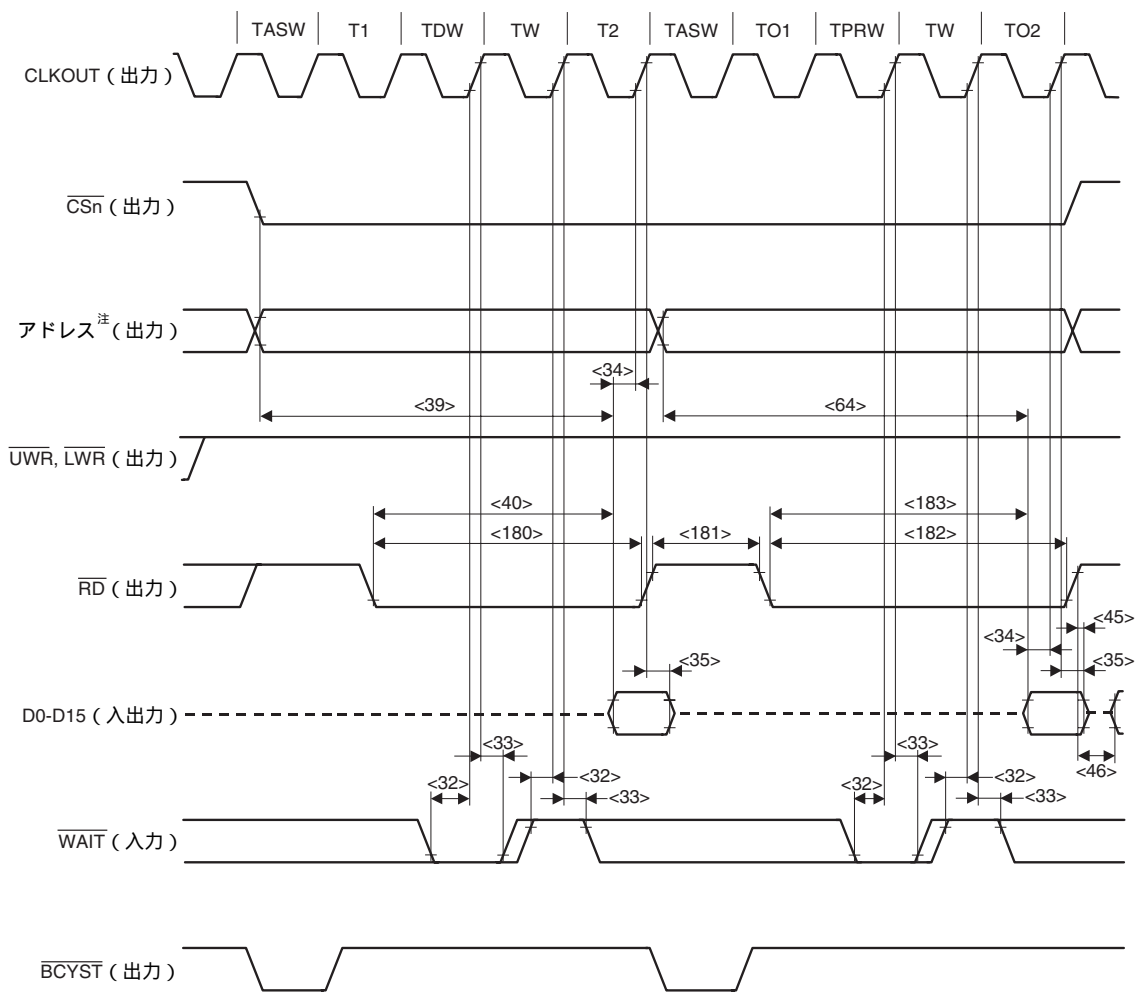 TASW T1 TDW TW T2 TASW TO1 TPRW TW TO2
CLKOUT（出力）
CSn（出力）
アドレス注（出力）
<34>
<39> <64>
UWR, LWR（出力）
<40> <183>
<180> <181> <182>
RD（出力）
<45>
<34>
<35> <35>
D0-D15（入出力）
<33> <33>
<46>
<32> <32> <32> <32>
<33> <33>
WAIT（入力）
BCYST（出力）